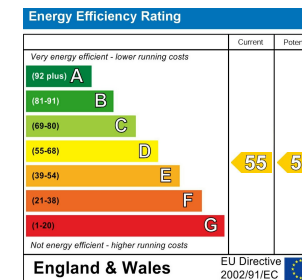 Energy Efficiency Rating
Current
Very energy efficient - lower running costs
(92 plus) A
(81-91) B
(69-80) C
(55-68) D
55
(39-54) E
(21-38) F
(1-20) G
Not energy efficient - higher running costs
England & Wales
EU Directive
2002/91/EC